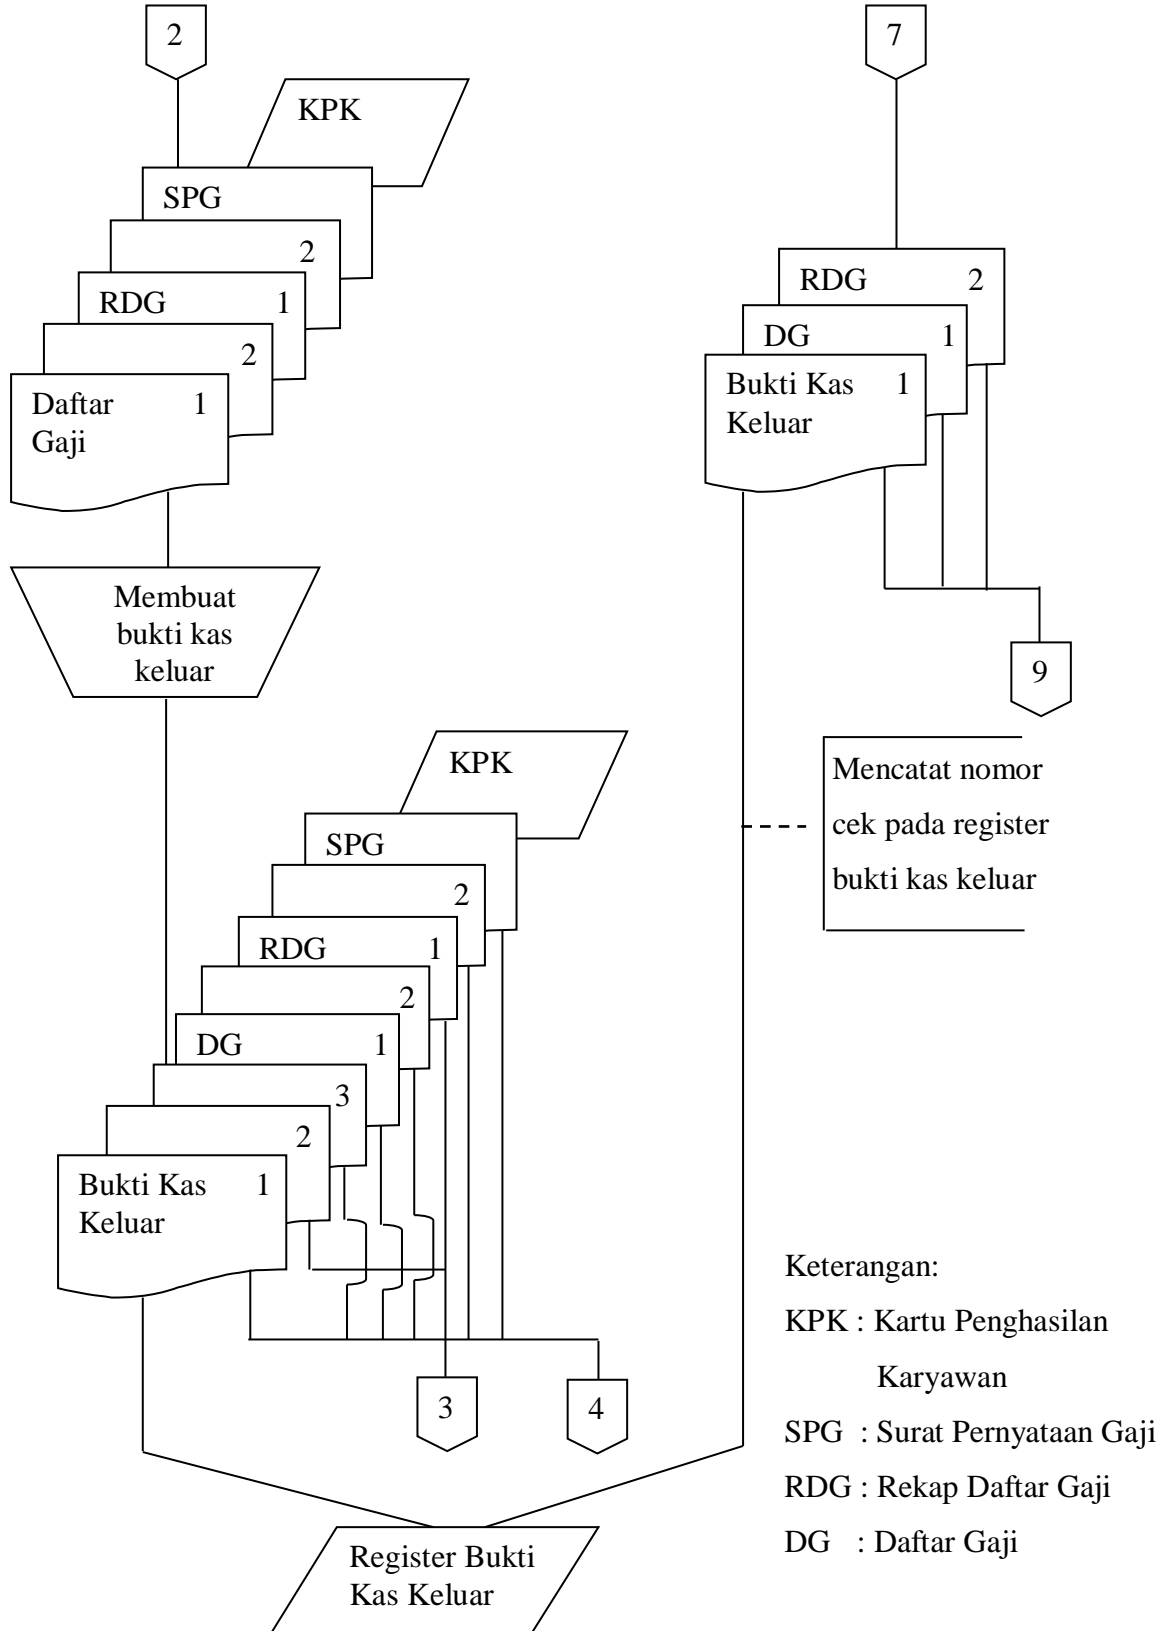 2
KPK
SPG
2
RDG 1
2
Daftar 1
Gaji
Membuat
bukti kas
keluar
KPK
SPG
2
RDG 1
2
DG 1
3
2
Bukti Kas 1
Keluar
3
4
7
RDG 2
DG 1
Bukti Kas 1
Keluar
9
Mencatat nomor
cek pada register
bukti kas keluar
Register Bukti
Kas Keluar
Keterangan:
KPK : Kartu Penghasilan
Karyawan
SPG : Surat Pernyataan Gaji
RDG : Rekap Daftar Gaji
DG : Daftar Gaji